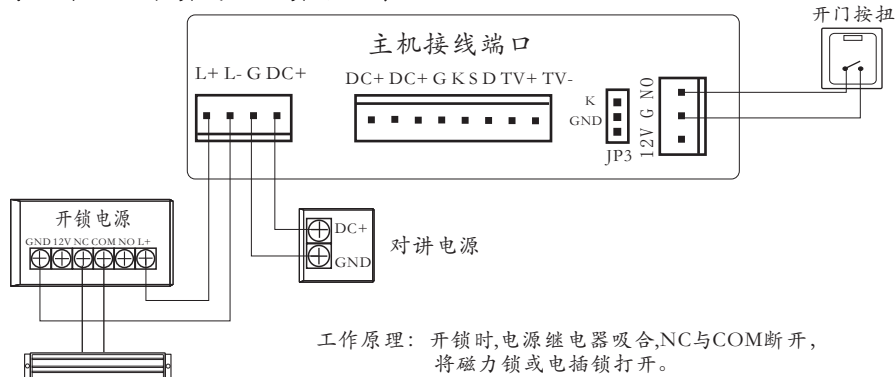 开门按扭
主机接线端口
L+ L- G DC+
DC+ DC+ G K S D TV+ TV-
K
GND
JP3
12V G NO
开锁电源
GND 12V NC COM NO L+
DC+
GND
对讲电源
工作原理：开锁时,电源继电器吸合,NC与COM断开,
将磁力锁或电插锁打开。